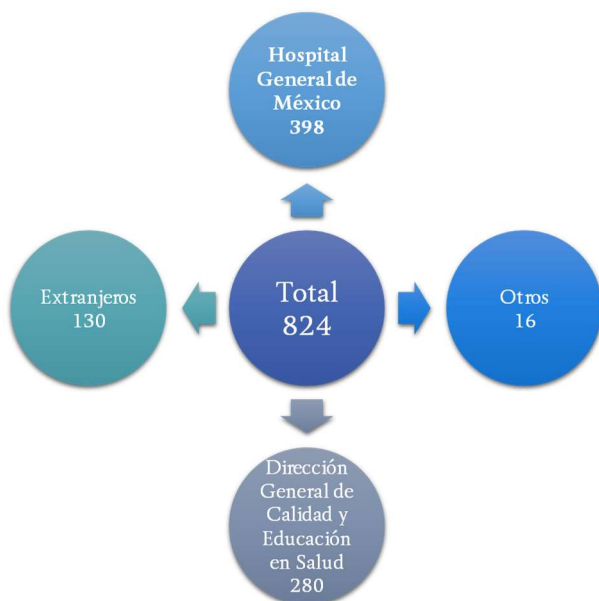 Hospital
General de
México
398
Extranjeros
130
Total
824
Otros
16
Dirección
General de
Calidad y
Educación
en Salud
280